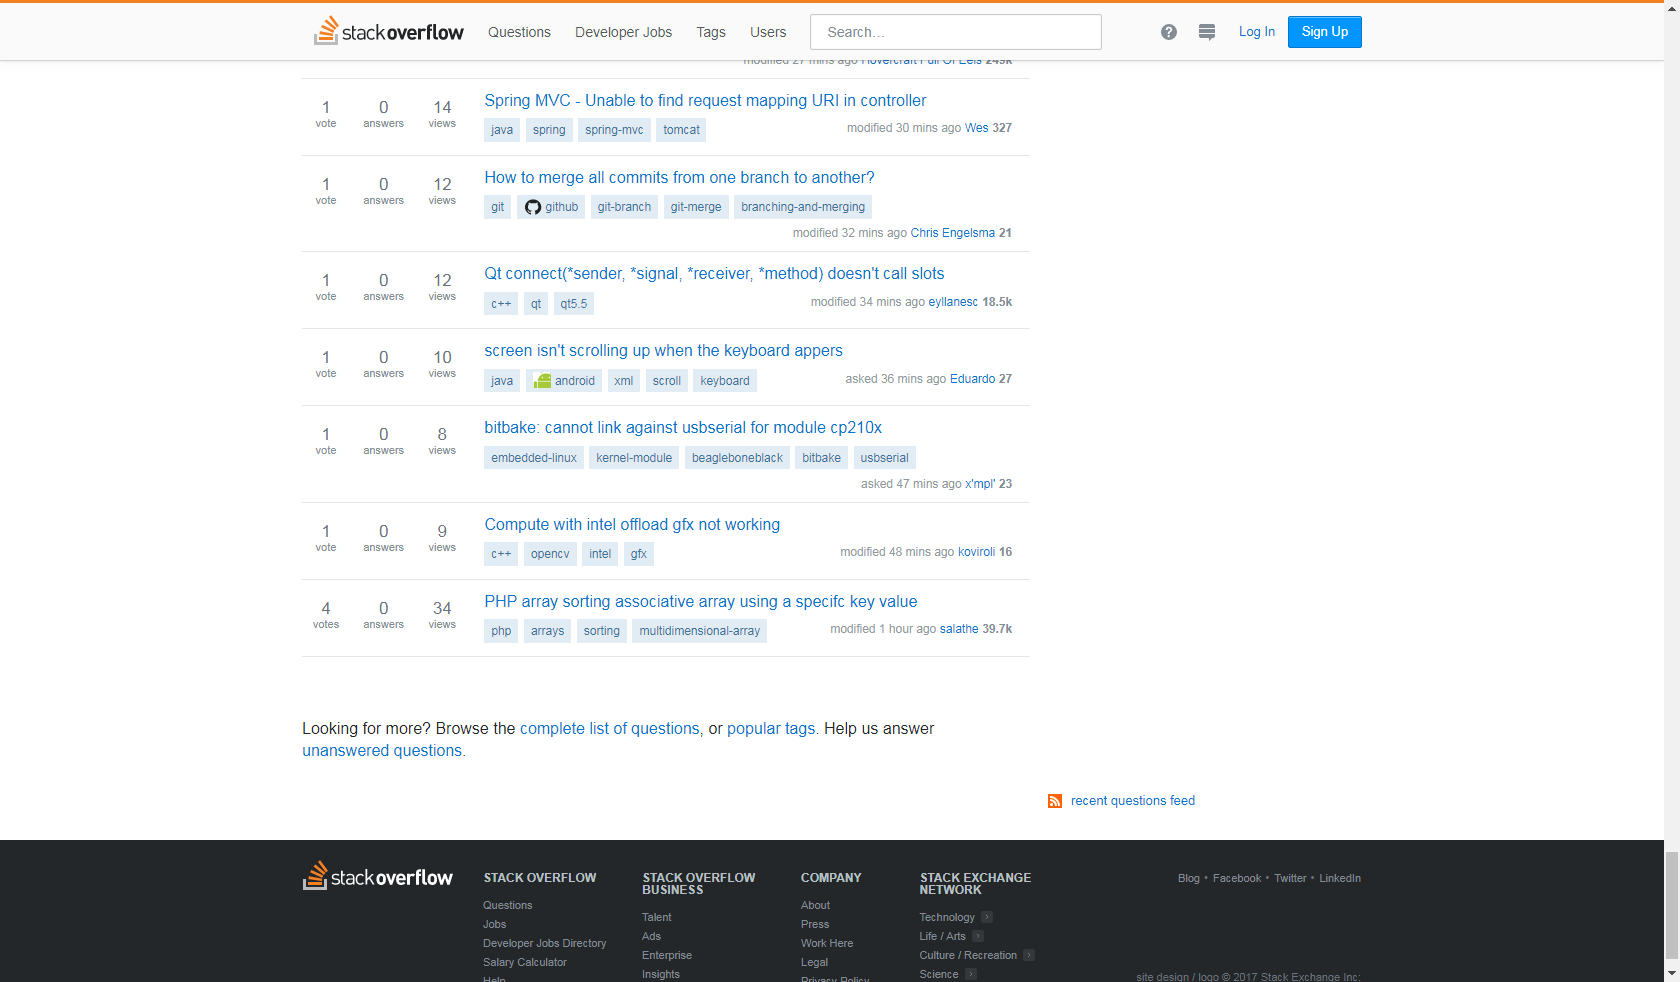 stackoverflow Questions Developer Jobs Tags Users Search... Log In Sign Up
modified 27 mins ago Hovercraft Full Of Eels 249k
1 0 14 Spring MVC - Unable to find request mapping URI in controller
vote answers views java spring spring-mvc tomcat modified 30 mins ago Wes 327
1 0 12 How to merge all commits from one branch to another?
vote answers views git github git-branch git-merge branching-and-merging
modified 32 mins ago Chris Engelsma 21
1 0 12 Qt connect(*sender, *signal, *receiver, *method) doesn't call slots
vote answers views c++ qt qt5.5 modified 34 mins ago eyllanesc 18.5k
1 0 10 screen isn't scrolling up when the keyboard appers
vote answers views java android xml scroll keyboard asked 36 mins ago Eduardo 27
1 0 8 bitbake: cannot link against usbserial for module cp210x
vote answers views embedded-linux kernel-module beagleboneblack bitbake usbserial
asked 47 mins ago x'mpl' 23
1 0 9 Compute with intel offload gfx not working
vote answers views c++ opencv intel gfx modified 48 mins ago koviroli 16
4 0 34 PHP array sorting associative array using a specifc key value
votes answers views php arrays sorting multidimensional-array modified 1 hour ago salathe 39.7k
Looking for more? Browse the complete list of questions, or popular tags. Help us answer
unanswered questions.
recent questions feed
stackoverflow
STACK OVERFLOW
Questions
Jobs
Developer Jobs Directory
Salary Calculator
Help
STACK OVERFLOW
BUSINESS
Talent
Ads
Enterprise
Insights
COMPANY
About
Press
Work Here
Legal
Privacy Policy
STACK EXCHANGE
NETWORK
Technology
Life / Arts
Culture / Recreation
Science
Blog • Facebook • Twitter • LinkedIn
site design / logo © 2017 Stack Exchange Inc;